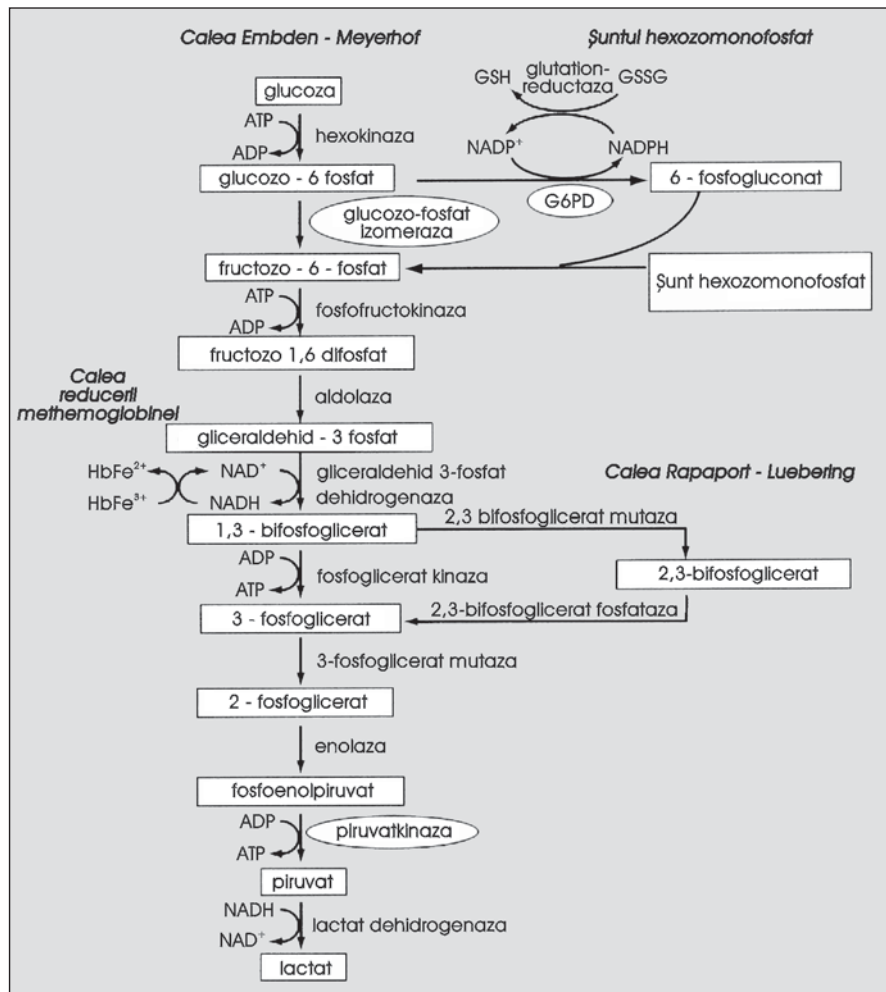 Calea Embden - Meyerhof
Şuntul hexozomonofosfat
GSH
glutation-
reductaza
GSSG
glucoza
ATP
hexokinaza
ADP
NADP⁺
NADPH
glucozo - 6 fosfat
6 - fosfogluconat
G6PD
glucozo-fosfat
izomeraza
fructozo - 6 - fosfat
Şunt hexozomonofosfat
ATP
fosfofructokinaza
ADP
fructozo 1,6 difosfat
Calea
reducerii
methemoglobinei
aldolaza
gliceraldehid - 3 fosfat
HbFe²⁺
NAD⁺
gliceraldehid 3-fosfat
dehidrogenaza
HbFe³⁺
NADH
Calea Rapaport - Luebering
1,3 - bifosfoglicerat
2,3 bifosfoglicerat mutaza
ADP
fosfoglicerat kinaza
ATP
2,3-bifosfoglicerat
3 - fosfoglicerat
2,3-bifosfoglicerat fosfataza
3-fosfoglicerat mutaza
2 - fosfoglicerat
enolaza
fosfoenolpiruvat
ADP
piruvatkinaza
ATP
piruvat
NADH
lactat dehidrogenaza
NAD⁺
lactat